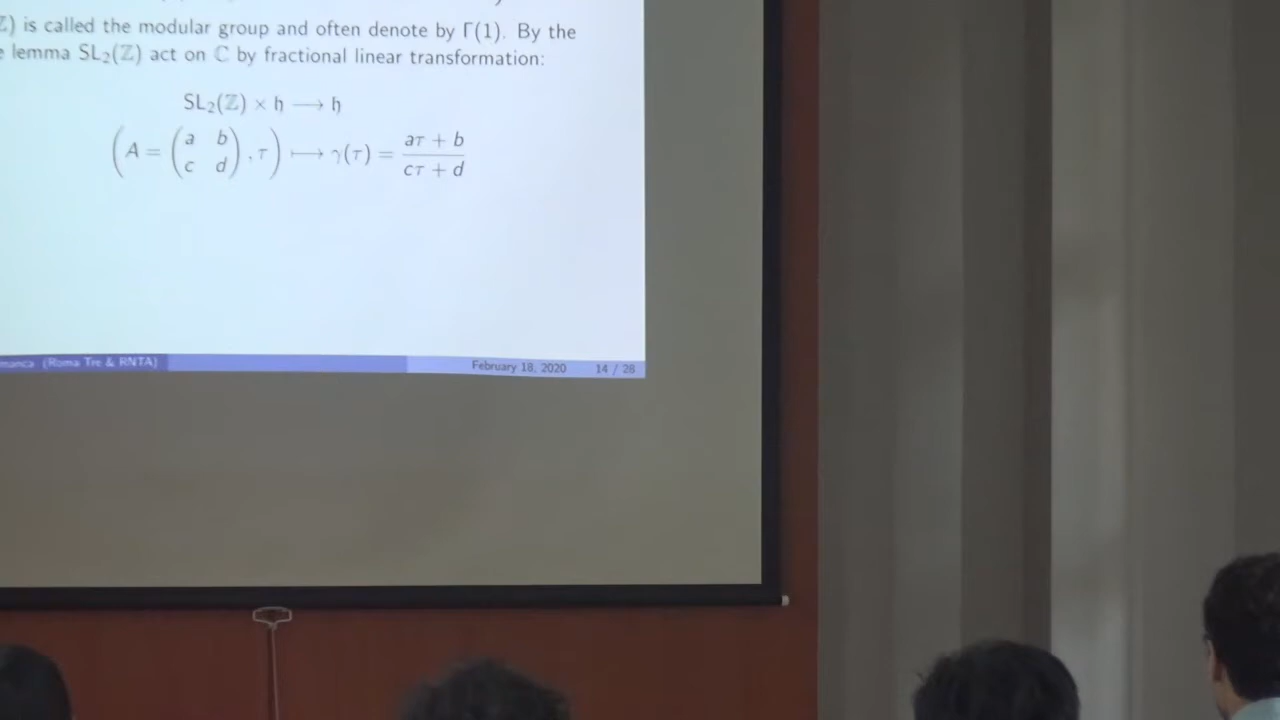 ℤ) is called the modular group and often denote by Γ(1). By the
lemma SL₂(ℤ) act on ℂ by fractional linear transformation:
SL₂(ℤ) × 𝔥 ⟶ 𝔥
(A = (a b; c d), τ) ⟼ γ(τ) = (aτ + b)/(cτ + d)
(Roma Tre & RNTA) February 18, 2020 14 / 28